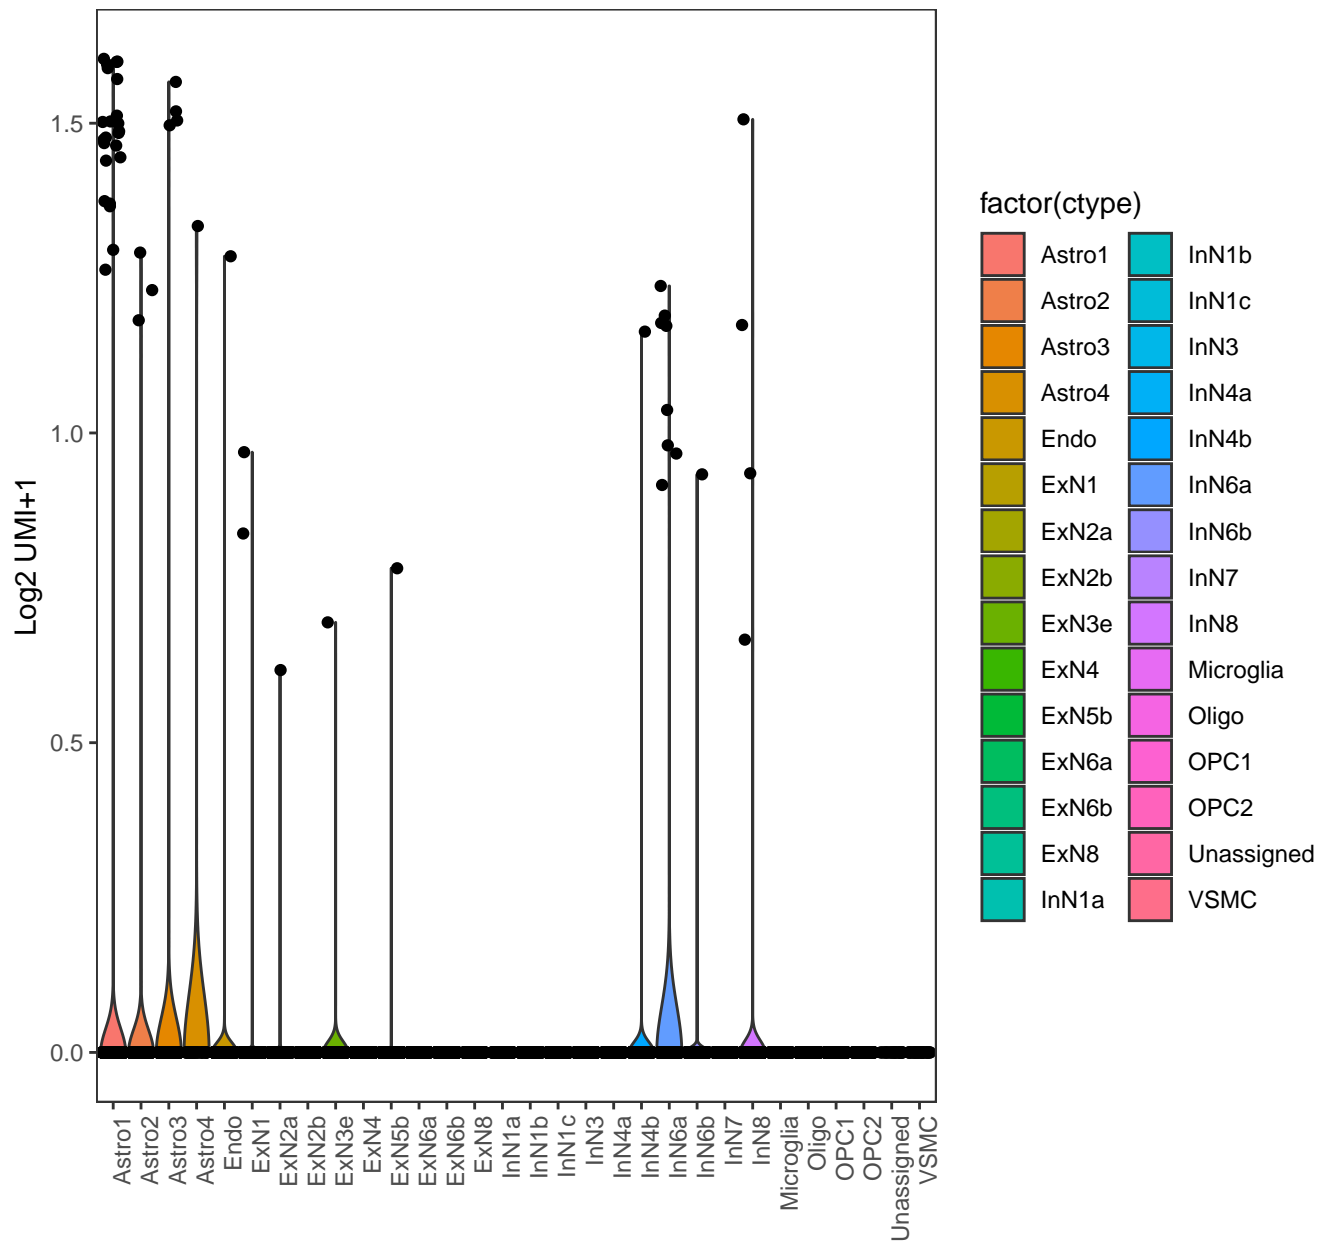 1.5
1.0
0.5
0.0
Log2 UMI+1
Astro1
Astro2
Astro3
Astro4
Endo
ExN1
ExN2a
ExN2b
ExN3e
ExN4
ExN5b
ExN6a
ExN6b
ExN8
InN1a
InN1b
InN1c
InN3
InN4a
InN4b
InN6a
InN6b
InN7
InN8
Microglia
Oligo
OPC1
OPC2
Unassigned
VSMC
factor(ctype)
Astro1
Astro2
Astro3
Astro4
Endo
ExN1
ExN2a
ExN2b
ExN3e
ExN4
ExN5b
ExN6a
ExN6b
ExN8
InN1a
InN1b
InN1c
InN3
InN4a
InN4b
InN6a
InN6b
InN7
InN8
Microglia
Oligo
OPC1
OPC2
Unassigned
VSMC